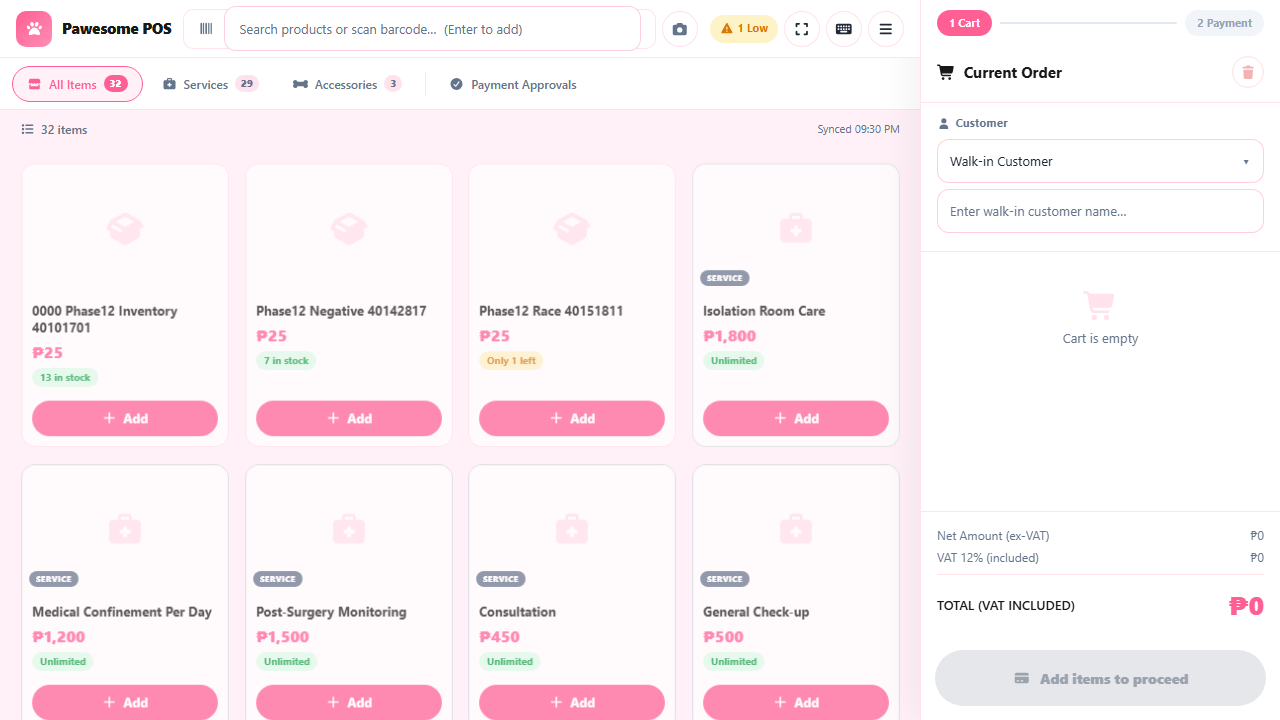 Pawesome POS
Search products or scan barcode... (Enter to add)
1 Low
All Items 32
Services 29
Accessories 3
Payment Approvals
32 items
Synced 09:30 PM
0000 Phase12 Inventory
40101701
₱25
13 in stock
+ Add
Phase12 Negative 40142817
₱25
7 in stock
+ Add
Phase12 Race 40151811
₱25
Only 1 left
+ Add
SERVICE
Isolation Room Care
₱1,800
Unlimited
+ Add
SERVICE
Medical Confinement Per Day
₱1,200
Unlimited
+ Add
SERVICE
Post-Surgery Monitoring
₱1,500
Unlimited
+ Add
SERVICE
Consultation
₱450
Unlimited
+ Add
SERVICE
General Check-up
₱500
Unlimited
+ Add
1 Cart
2 Payment
Current Order
Customer
Walk-in Customer
Enter walk-in customer name...
Cart is empty
Net Amount (ex-VAT) ₱0
VAT 12% (included) ₱0
TOTAL (VAT INCLUDED) ₱0
Add items to proceed